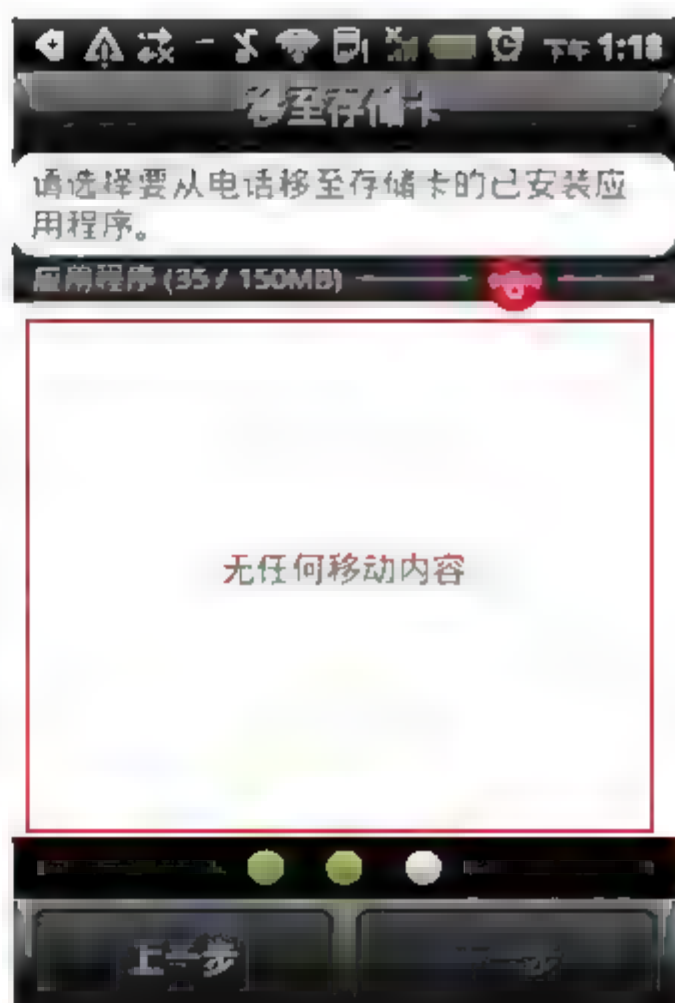 下午 1:18
移至存储卡
请选择要从电话移至存储卡的已安装应
用程序。
应用程序 (35 / 150MB)
无任何移动内容
上一步